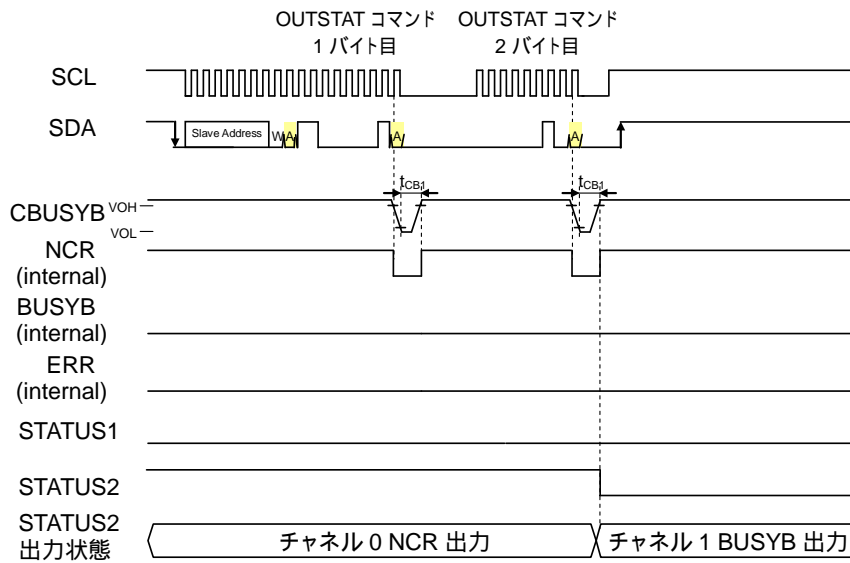 OUTSTAT コマンド
1 バイト目
OUTSTAT コマンド
2 バイト目
SCL
SDA
Slave Address
W
A
A
A
tCB1
tCB1
CBUSYB
VOH
VOL
NCR
(internal)
BUSYB
(internal)
ERR
(internal)
STATUS1
STATUS2
STATUS2
出力状態
チャネル 0 NCR 出力
チャネル 1 BUSYB 出力